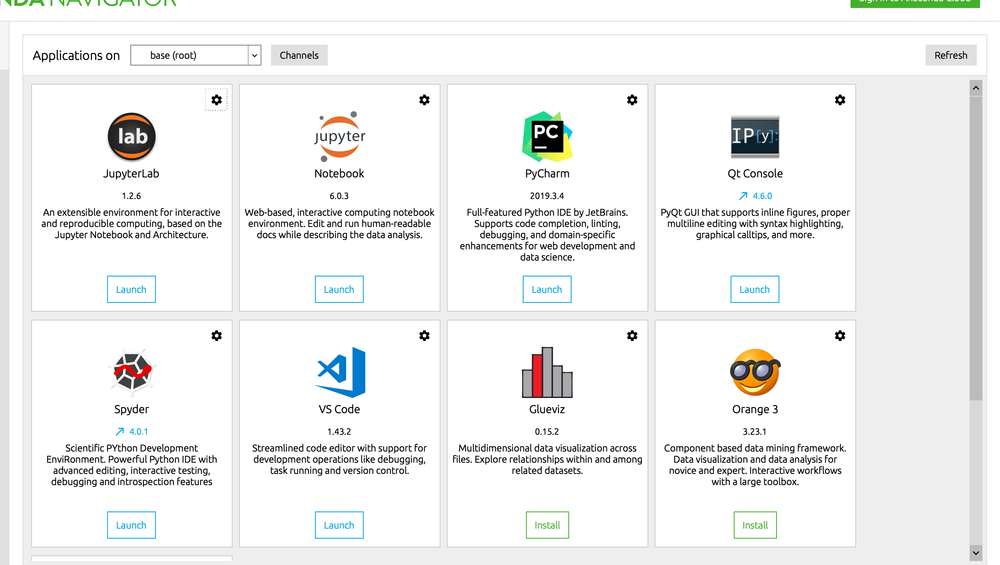 NDA NAVIGATOR
Sign in to Anaconda Cloud
Applications on
base (root)
Channels
Refresh
lab
JupyterLab
1.2.6
An extensible environment for interactive
and reproducible computing, based on the
Jupyter Notebook and Architecture.
Launch
jupyter
Notebook
6.0.3
Web-based, interactive computing notebook
environment. Edit and run human-readable
docs while describing the data analysis.
Launch
PC
PyCharm
2019.3.4
Full-featured Python IDE by JetBrains.
Supports code completion, linting,
debugging, and domain-specific
enhancements for web development and
data science.
Launch
IP[y]:
Qt Console
4.6.0
PyQt GUI that supports inline figures, proper
multiline editing with syntax highlighting,
graphical calltips, and more.
Launch
Spyder
4.0.1
Scientific PYthon Development
EnviRonment. Powerful Python IDE with
advanced editing, interactive testing,
debugging and introspection features
Launch
VS Code
1.43.2
Streamlined code editor with support for
development operations like debugging,
task running and version control.
Launch
Glueviz
0.15.2
Multidimensional data visualization across
files. Explore relationships within and among
related datasets.
Install
Orange 3
3.23.1
Component based data mining framework.
Data visualization and data analysis for
novice and expert. Interactive workflows
with a large toolbox.
Install